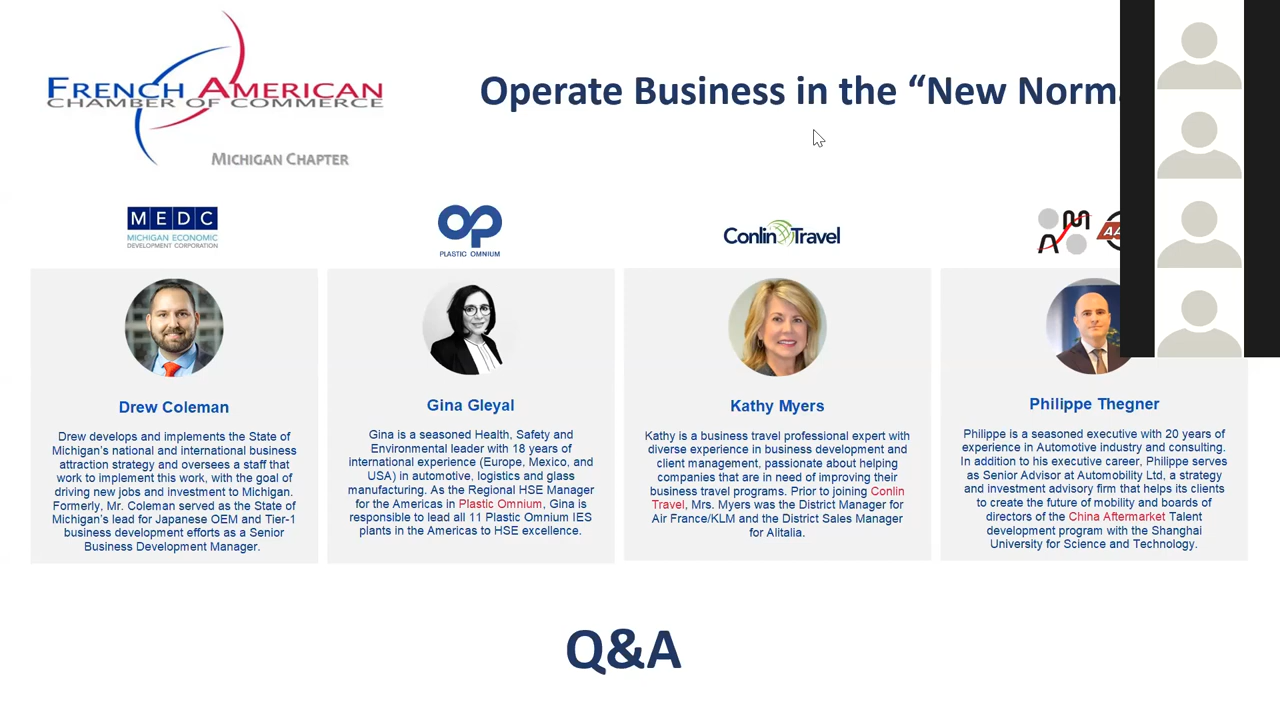 FRENCH AMERICAN
CHAMBER OF COMMERCE
MICHIGAN CHAPTER
Operate Business in the “New Norm
MEDC
MICHIGAN ECONOMIC
DEVELOPMENT CORPORATION
PLASTIC OMNIUM
Conlin Travel
Drew Coleman
Drew develops and implements the State of
Michigan’s national and international business
attraction strategy and oversees a staff that
work to implement this work, with the goal of
driving new jobs and investment to Michigan.
Formerly, Mr. Coleman served as the State of
Michigan’s lead for Japanese OEM and Tier-1
business development efforts as a Senior
Business Development Manager.
Gina Gleyal
Gina is a seasoned Health, Safety and
Environmental leader with 18 years of
international experience (Europe, Mexico, and
USA) in automotive, logistics and glass
manufacturing. As the Regional HSE Manager
for the Americas in Plastic Omnium, Gina is
responsible to lead all 11 Plastic Omnium IES
plants in the Americas to HSE excellence.
Kathy Myers
Kathy is a business travel professional expert with
diverse experience in business development and
client management, passionate about helping
companies that are in need of improving their
business travel programs. Prior to joining Conlin
Travel, Mrs. Myers was the District Manager for
Air France/KLM and the District Sales Manager
for Alitalia.
Philippe Thegner
Philippe is a seasoned executive with 20 years of
experience in Automotive industry and consulting.
In addition to his executive career, Philippe serves
as Senior Advisor at Automobility Ltd, a strategy
and investment advisory firm that helps its clients
to create the future of mobility and boards of
directors of the China Aftermarket Talent
development program with the Shanghai
University for Science and Technology.
Q&A